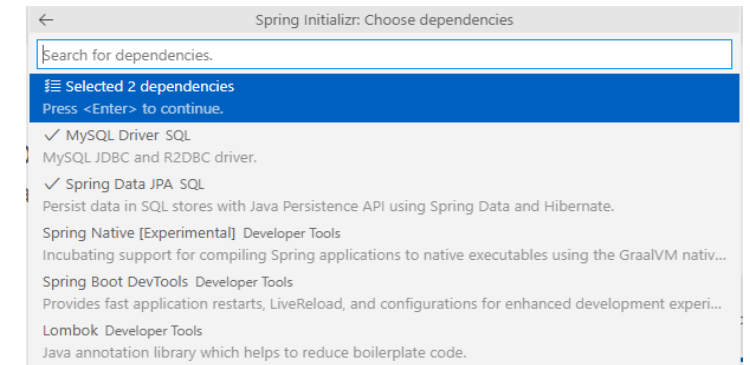 Spring Initializr: Choose dependencies
Search for dependencies.
Selected 2 dependencies
Press <Enter> to continue.
MySQL Driver SQL
MySQL JDBC and R2DBC driver.
Spring Data JPA SQL
Persist data in SQL stores with Java Persistence API using Spring Data and Hibernate.
Spring Native [Experimental] Developer Tools
Incubating support for compiling Spring applications to native executables using the GraalVM nativ...
Spring Boot DevTools Developer Tools
Provides fast application restarts, LiveReload, and configurations for enhanced development experi...
Lombok Developer Tools
Java annotation library which helps to reduce boilerplate code.